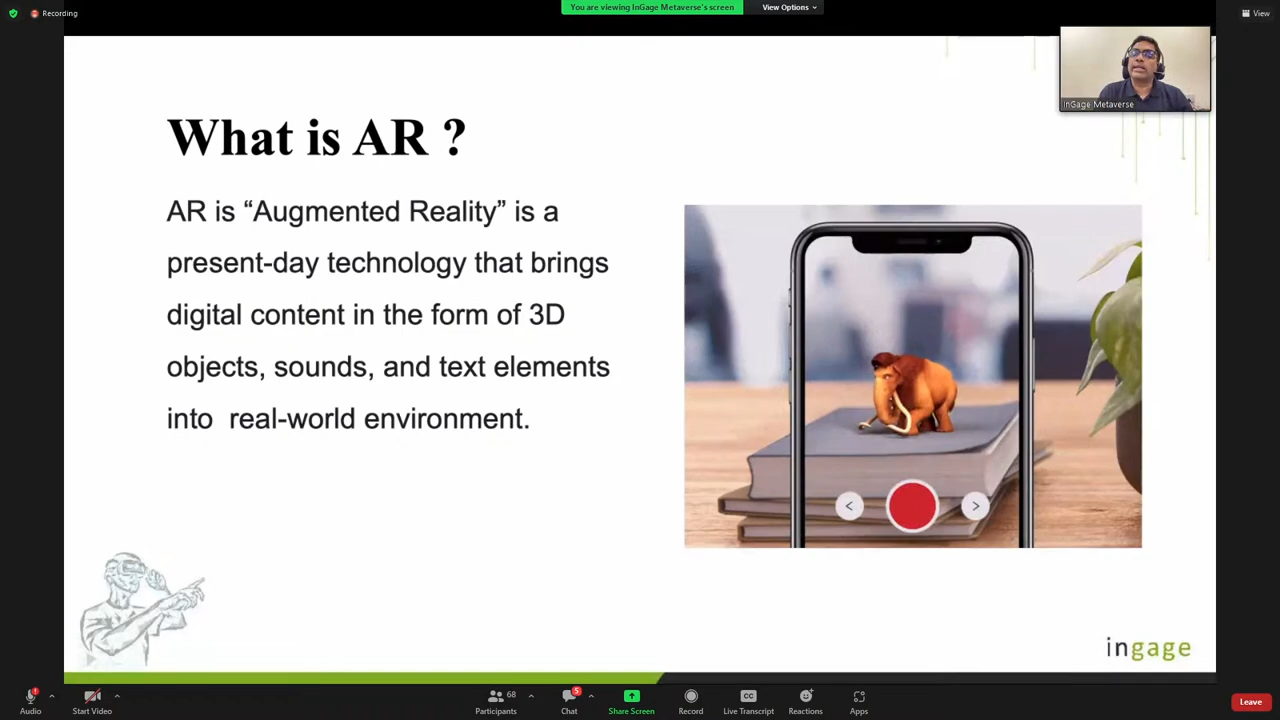 Recording
You are viewing InGage Metaverse's screen
View Options
View
InGage Metaverse
What is AR ?
AR is “Augmented Reality” is a
present-day technology that brings
digital content in the form of 3D
objects, sounds, and text elements
into  real-world environment.
< >
ingage
Audio
Start Video
Participants 68
Chat 5
Share Screen
Record
CC
Live Transcript
Reactions
Apps
Leave